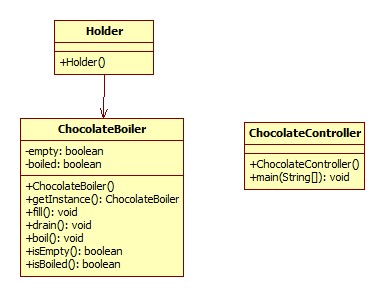 Holder
+Holder()
ChocolateBoiler
-empty: boolean
-boiled: boolean
+ChocolateBoiler()
+getInstance(): ChocolateBoiler
+fill(): void
+drain(): void
+boil(): void
+isEmpty(): boolean
+isBoiled(): boolean
ChocolateController
+ChocolateController()
+main(String[]): void